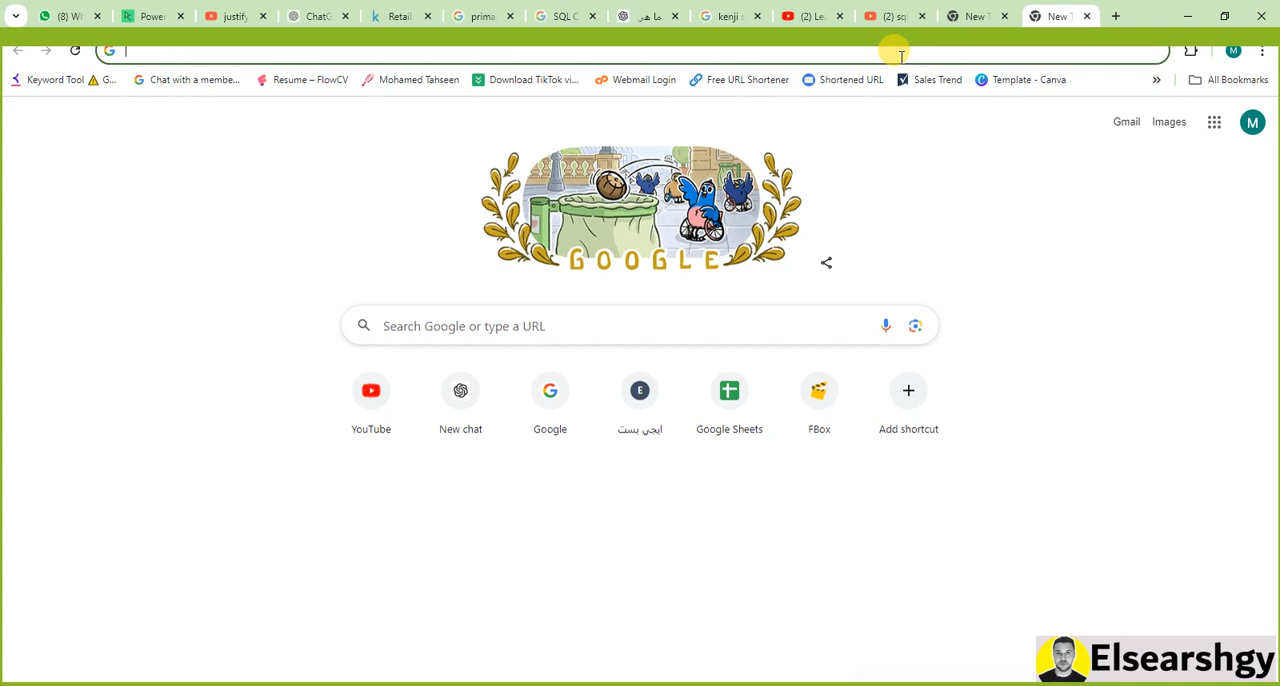 (8) Wh
Power
justify
ChatG
Retail
prima
SQL C
ما هي
kenji
(2) Le
(2) sq
New T
New T
Keyword Tool
G...
Chat with a membe...
Resume – FlowCV
Mohamed Tahseen
Download TikTok vi...
Webmail Login
Free URL Shortener
Shortened URL
Sales Trend
Template - Canva
»
All Bookmarks
Gmail
Images
M
GOOGLE
Search Google or type a URL
YouTube
New chat
Google
ايجي بست
Google Sheets
FBox
Add shortcut
Elsearshgy